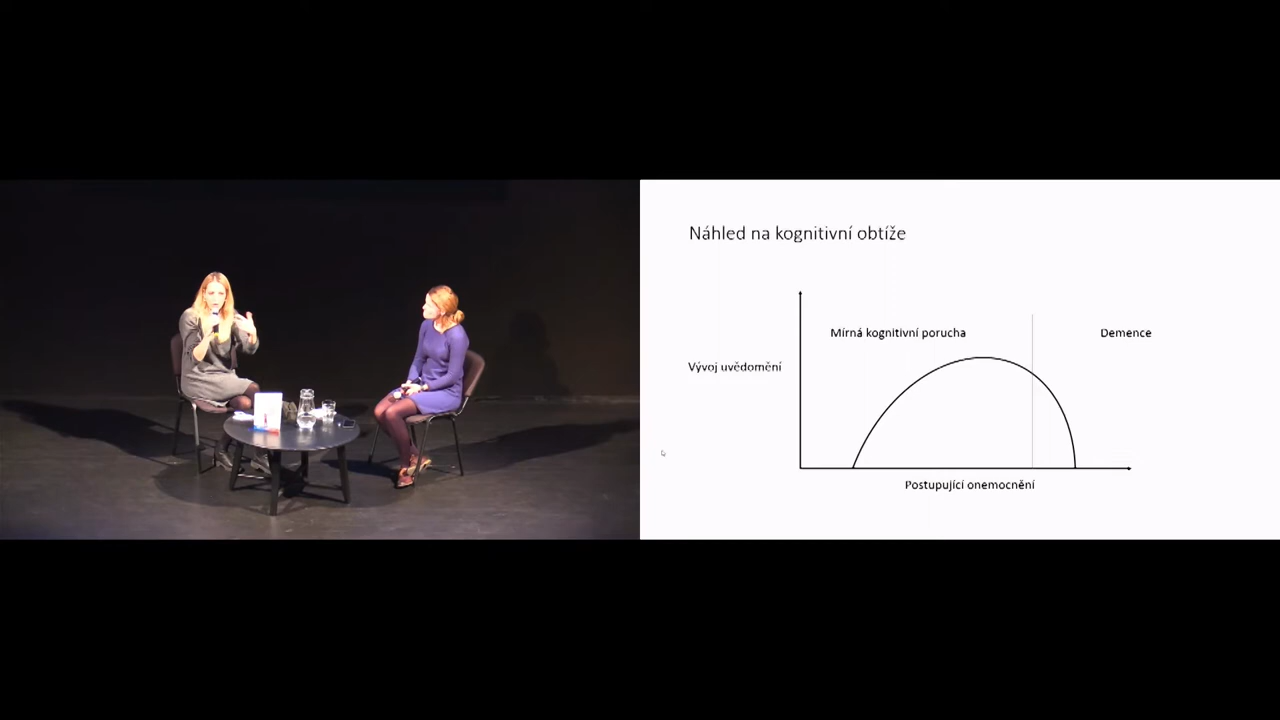 Náhled na kognitivní obtíže
Mírná kognitivní porucha
Demence
Vývoj uvědomění
Postupující onemocnění